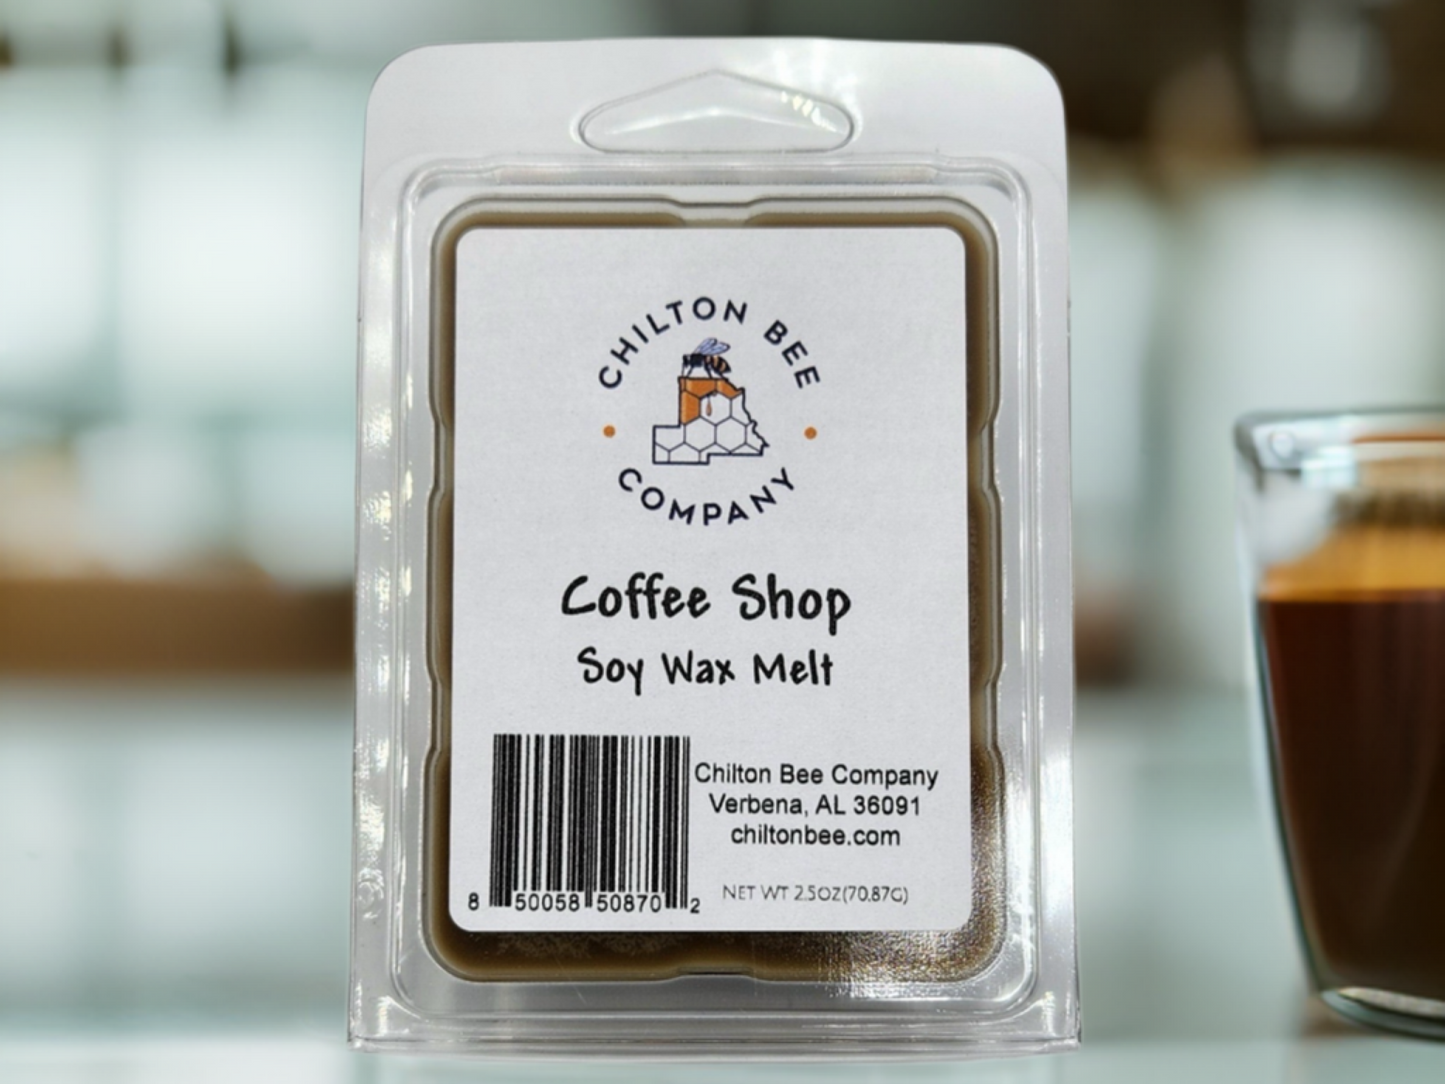 CHILTON BEE
COMPANY
Coffee Shop
Soy Wax Melt
Chilton Bee Company
Verbena, AL 36091
chiltonbee.com
NET WT 2.5OZ(70.87G)
8 50058 50870 2